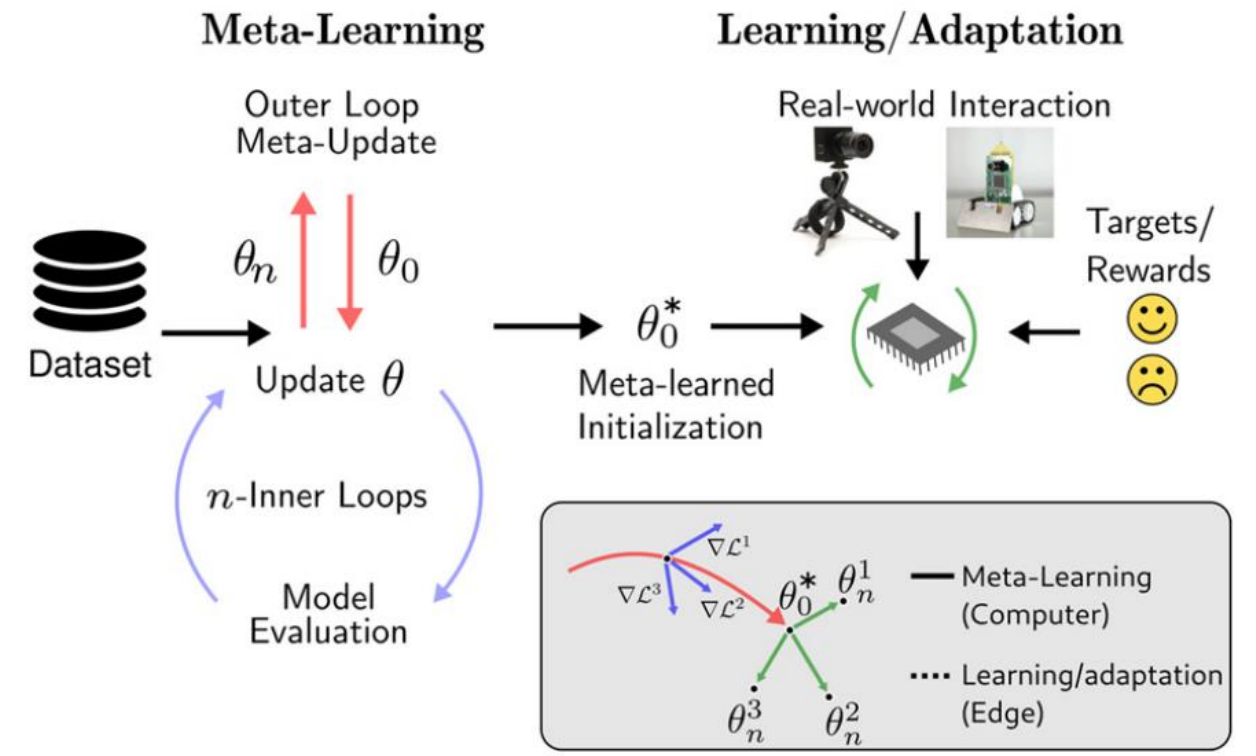 Meta-Learning
Outer Loop
Meta-Update
θn
θ0
Dataset
Update θ
n-Inner Loops
Model
Evaluation
θ0*
Meta-learned
Initialization
Learning/Adaptation
Real-world Interaction
Targets/
Rewards
∇ℒ¹
∇ℒ³
∇ℒ²
θ0*
θn¹
θn³
θn²
Meta-Learning
(Computer)
Learning/adaptation
(Edge)